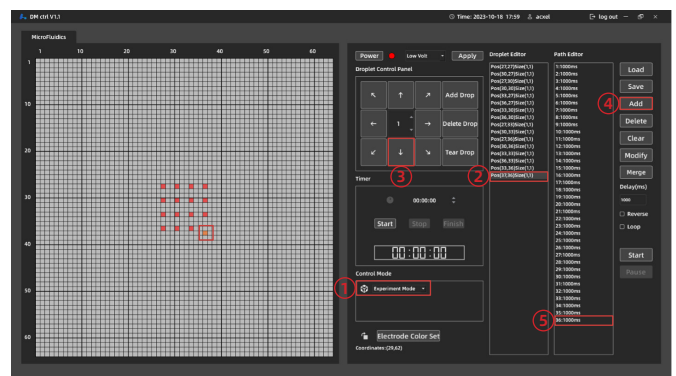 DM ctrl V1.1
Time: 2023-10-18 17:59
acxel
log out
MicroFluidics
1 10 20 30 40 50 60
1
10
20
30
40
50
60
Power Low Volt Apply
Droplet Control Panel
Add Drop
1 Delete Drop
Tear Drop
③
Timer
00:00:00
Start Stop Finish
00:00:00
Control Mode
① Experiment Mode
Electrode Color Set
Coordinates:(29,62)
Droplet Editor
Pos(27,27)Size(1,1)
Pos(30,27)Size(1,1)
Pos(27,30)Size(1,1)
Pos(30,30)Size(1,1)
Pos(33,27)Size(1,1)
Pos(36,27)Size(1,1)
Pos(33,30)Size(1,1)
Pos(36,30)Size(1,1)
Pos(27,33)Size(1,1)
Pos(30,33)Size(1,1)
Pos(27,36)Size(1,1)
Pos(30,36)Size(1,1)
Pos(33,33)Size(1,1)
Pos(36,33)Size(1,1)
Pos(33,36)Size(1,1)
② Pos(37,36)Size(1,1)
Path Editor
1:1000ms
2:1000ms
3:1000ms
4:1000ms
5:1000ms
6:1000ms
7:1000ms
8:1000ms
9:1000ms
10:1000ms
11:1000ms
12:1000ms
13:1000ms
14:1000ms
15:1000ms
16:1000ms
17:1000ms
18:1000ms
19:1000ms
20:1000ms
21:1000ms
22:1000ms
23:1000ms
24:1000ms
25:1000ms
26:1000ms
27:1000ms
28:1000ms
29:1000ms
30:1000ms
31:1000ms
32:1000ms
33:1000ms
34:1000ms
35:1000ms
⑤ 36:1000ms
Load
Save
④ Add
Delete
Clear
Modify
Merge
Delay(ms)
1000
Reverse
Loop
Start
Pause